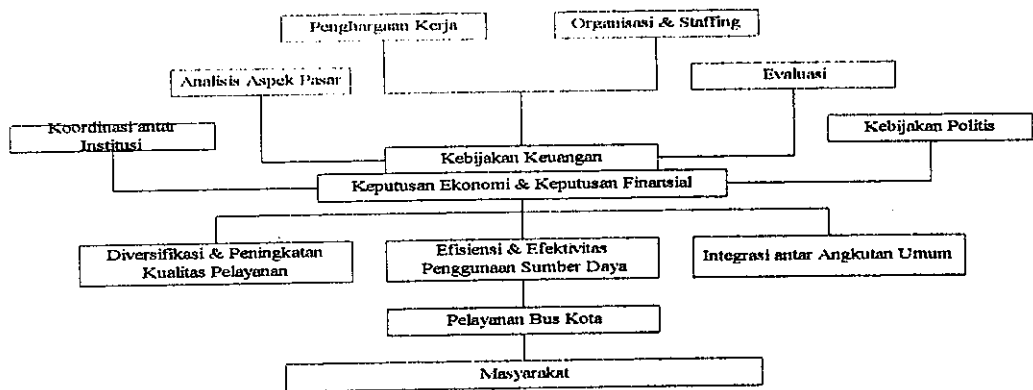 Penghargaan Kerja
Organisasi & Staffing
Analisis Aspek Pasar
Evaluasi
Koordinasi antar
Institusi
Kebijakan Politis
Kebijakan Keuangan
Keputusan Ekonomi & Keputusan Finansial
Diversifikasi & Peningkatan
Kualitas Pelayanan
Efisiensi & Efektivitas
Penggunaan Sumber Daya
Integrasi antar Angkutan Umum
Pelayanan Bus Kota
Masyarakat